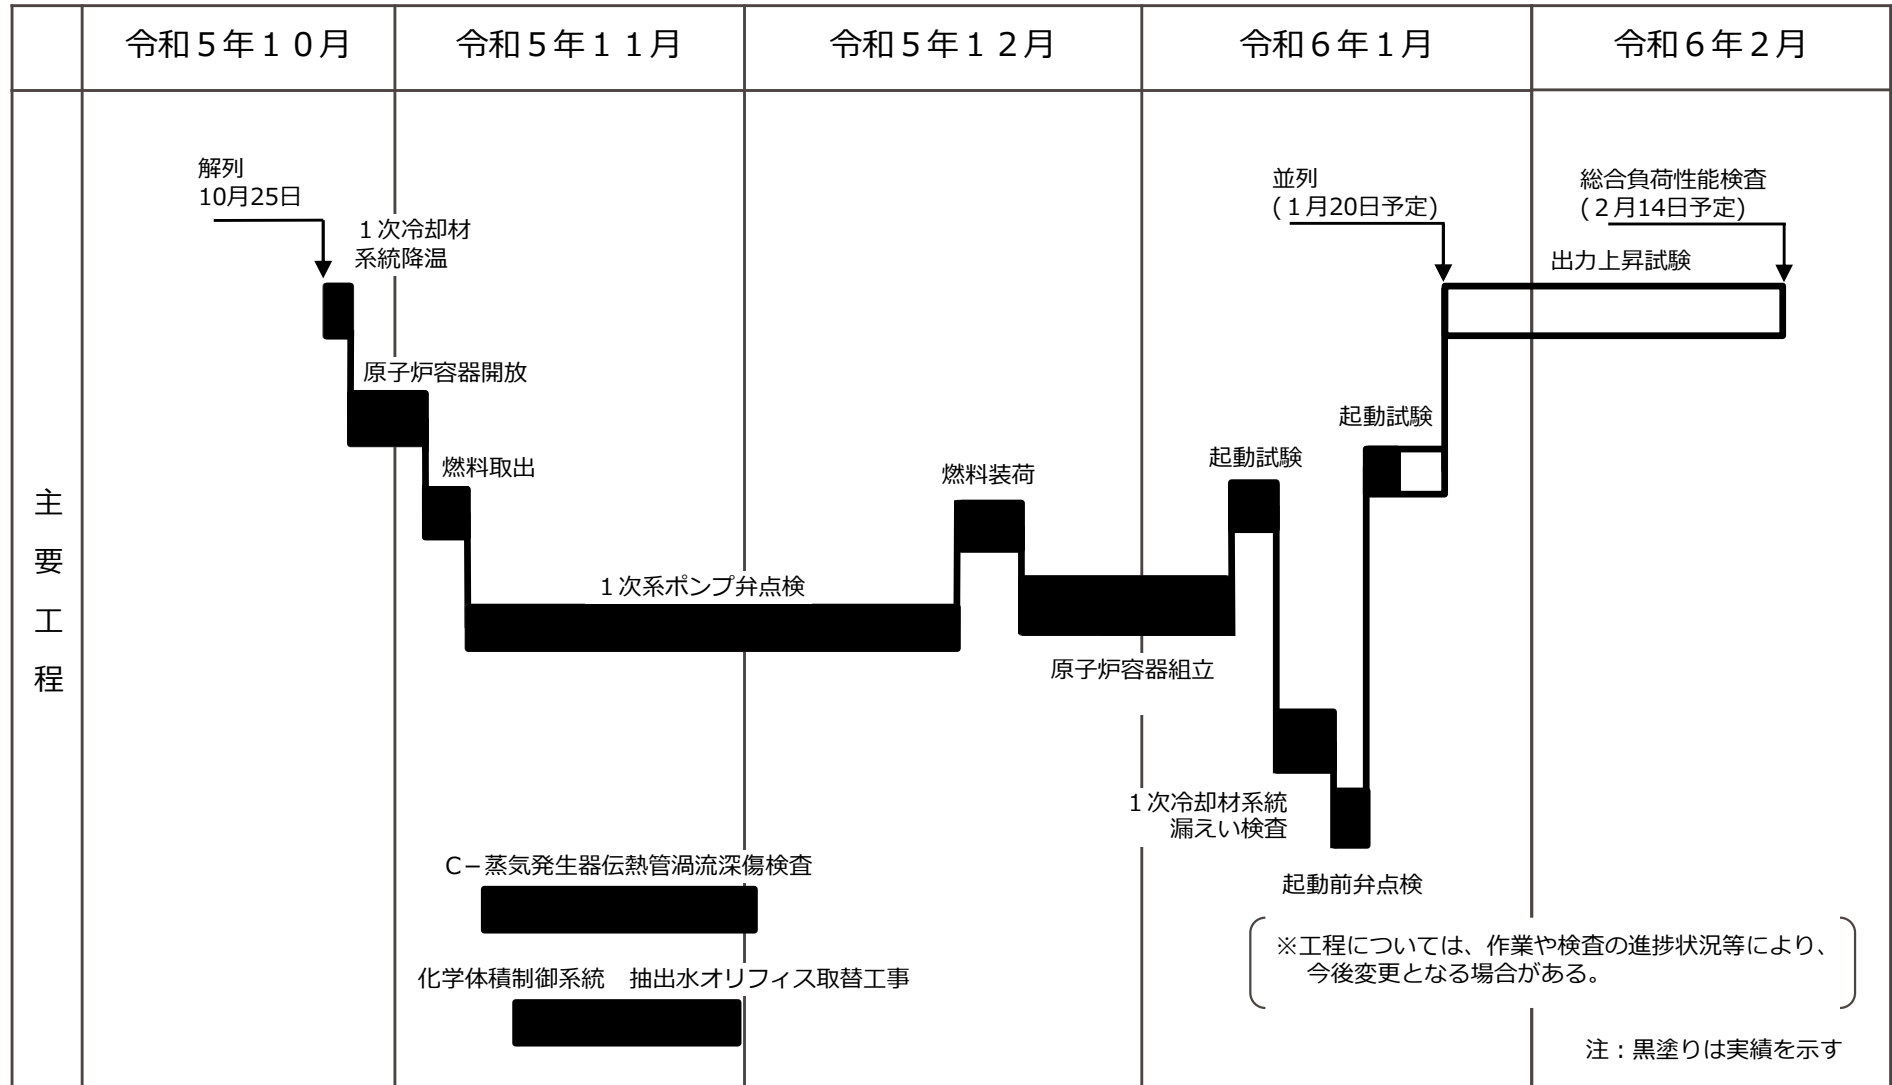 令和５年１０月
令和５年１１月
令和５年１２月
令和６年１月
令和６年２月
主要工程
解列
10月25日
１次冷却材
系統降温
原子炉容器開放
燃料取出
１次系ポンプ弁点検
燃料装荷
原子炉容器組立
起動試験
１次冷却材系統
漏えい検査
起動前弁点検
起動試験
並列
(１月20日予定)
総合負荷性能検査
(２月14日予定)
出力上昇試験
C－蒸気発生器伝熱管渦流深傷検査
化学体積制御系統　抽出水オリフィス取替工事
※工程については、作業や検査の進捗状況等により、
今後変更となる場合がある。
注：黒塗りは実績を示す